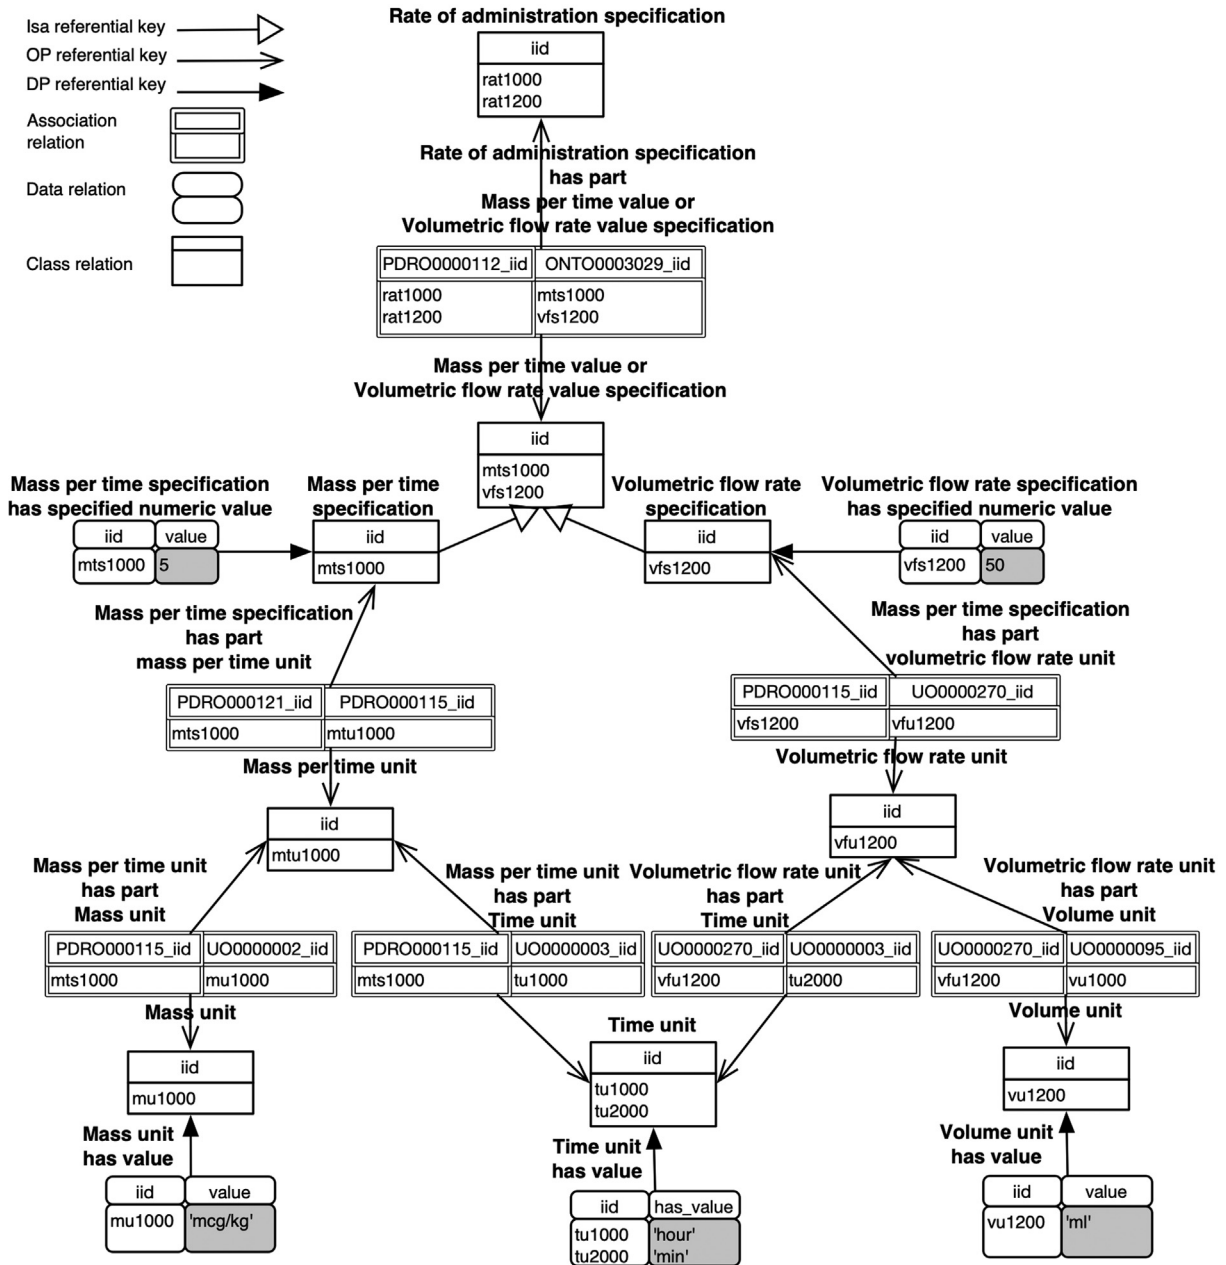 Rate of administration specification
Isa referential key
OP referential key
DP referential key
Association
relation
Data relation
Class relation
iid
rat1000
rat1200
Rate of administration specification
has part
Mass per time value or
Volumetric flow rate value specification
PDRO0000112_iid ONTO0003029_iid
rat1000 mts1000
rat1200 vfs1200
Mass per time value or
Volumetric flow rate value specification
iid
mts1000
vfs1200
Mass per time specification
has specified numeric value
iid value
mts1000 5
Mass per time
specification
iid
mts1000
Volumetric flow rate
specification
iid
vfs1200
Volumetric flow rate specification
has specified numeric value
iid value
vfs1200 50
Mass per time specification
has part
mass per time unit
PDRO000121_iid PDRO000115_iid
mts1000 mtu1000
Mass per time specification
has part
volumetric flow rate unit
PDRO000115_iid UO0000270_iid
vfs1200 vfu1200
Mass per time unit
iid
mtu1000
Volumetric flow rate unit
iid
vfu1200
Mass per time unit
has part
Mass unit
PDRO000115_iid UO0000002_iid
mts1000 mu1000
Mass per time unit
has part
Time unit
PDRO000115_iid UO0000003_iid
mts1000 tu1000
Volumetric flow rate unit
has part
Time unit
UO0000270_iid UO0000003_iid
vfu1200 tu2000
Volumetric flow rate unit
has part
Volume unit
UO0000270_iid UO0000095_iid
vfu1200 vu1000
Mass unit
iid
mu1000
Time unit
iid
tu1000
tu2000
Volume unit
iid
vu1200
Mass unit
has value
iid value
mu1000 'mcg/kg'
Time unit
has value
iid has_value
tu1000 'hour'
tu2000 'min'
Volume unit
has value
iid value
vu1200 'ml'